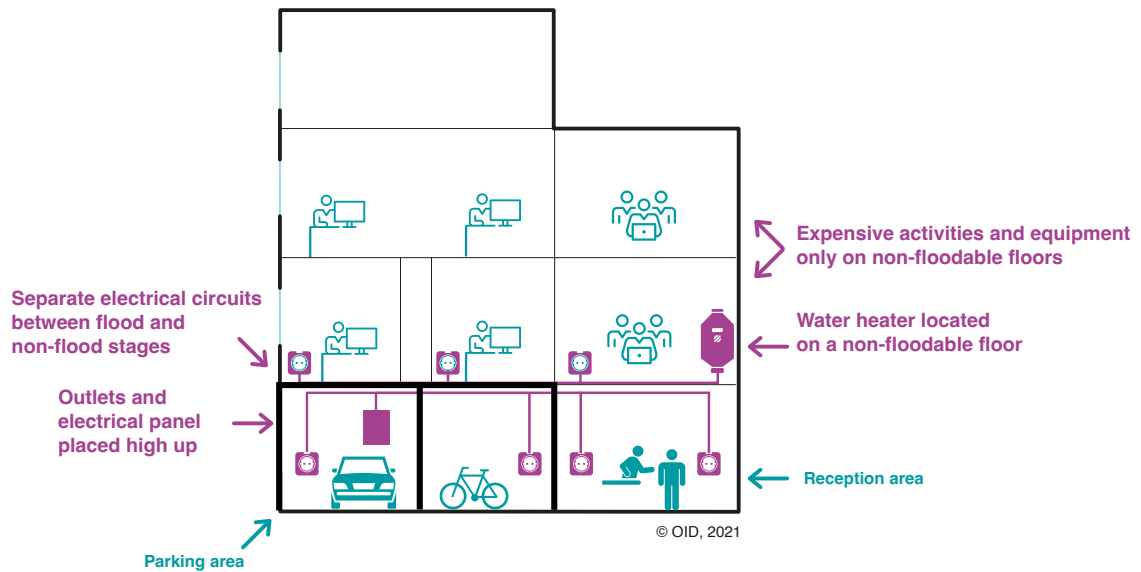 Expensive activities and equipment
only on non-floodable floors
Separate electrical circuits
between flood and
non-flood stages
Water heater located
on a non-floodable floor
Outlets and
electrical panel
placed high up
Reception area
© OID, 2021
Parking area